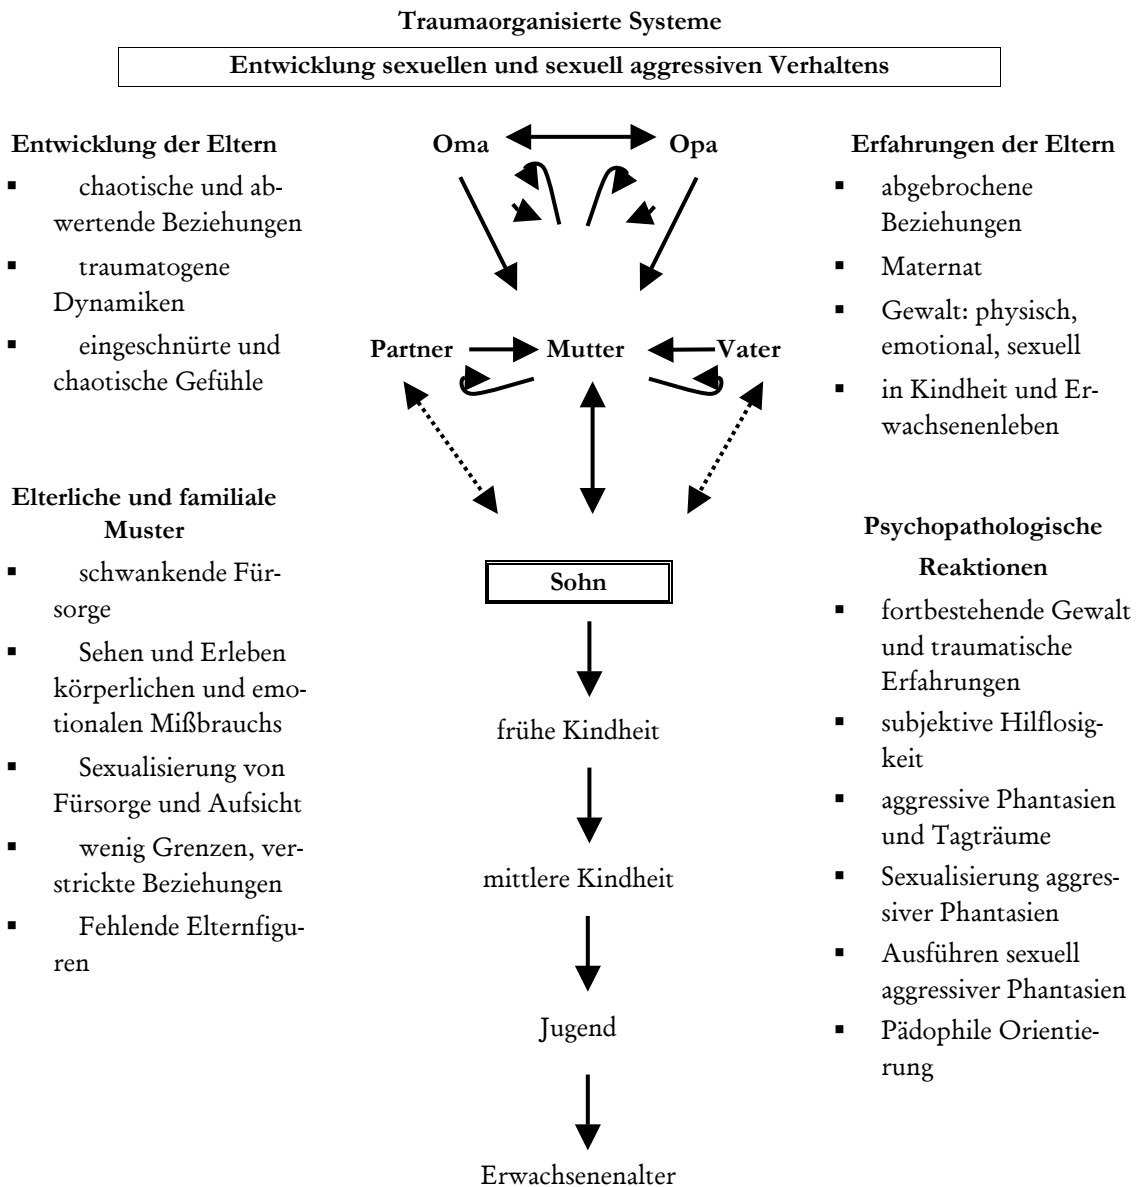 Traumaorganisierte Systeme
Entwicklung sexuellen und sexuell aggressiven Verhaltens
Entwicklung der Eltern
▪ chaotische und ab-
wertende Beziehungen
▪ traumatogene
Dynamiken
▪ eingeschnürte und
chaotische Gefühle
Elterliche und familiale
Muster
▪ schwankende Für-
sorge
▪ Sehen und Erleben
körperlichen und emo-
tionalen Mißbrauchs
▪ Sexualisierung von
Fürsorge und Aufsicht
▪ wenig Grenzen, ver-
strickte Beziehungen
▪ Fehlende Elternfigu-
ren
Oma Opa
Partner Mutter Vater
Sohn
frühe Kindheit
mittlere Kindheit
Jugend
Erwachsenenalter
Erfahrungen der Eltern
▪ abgebrochene
Beziehungen
▪ Maternat
▪ Gewalt: physisch,
emotional, sexuell
▪ in Kindheit und Er-
wachsenenleben
Psychopathologische
Reaktionen
▪ fortbestehende Gewalt
und traumatische
Erfahrungen
▪ subjektive Hilflosig-
keit
▪ aggressive Phantasien
und Tagträume
▪ Sexualisierung aggres-
siver Phantasien
▪ Ausführen sexuell
aggressiver Phantasien
▪ Pädophile Orientie-
rung